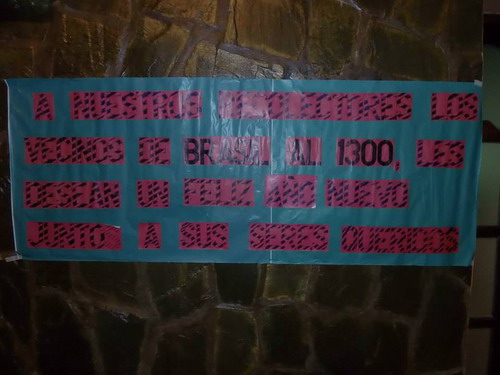 A NUESTROS RECOLECTORES LOS
VECINOS DE BRASIL AL 1300, LES
DESEAN UN FELIZ AÑO NUEVO
JUNTO A SUS SERES QUERIDOS